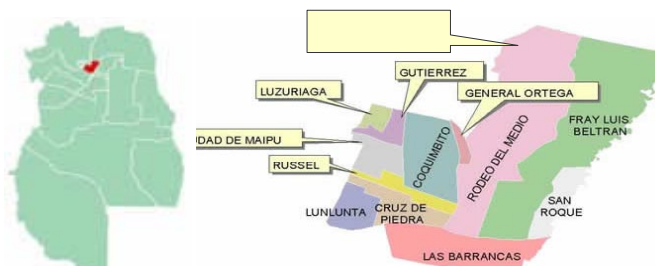 GUTIERREZ
LUZURIAGA
GENERAL ORTEGA
FRAY LUIS
BELTRAN
UDAD DE MAIPU
COQUIMBITO
RODEO DEL MEDIO
RUSSEL
SAN
ROQUE
LUNLUNTA
CRUZ DE
PIEDRA
LAS BARRANCAS